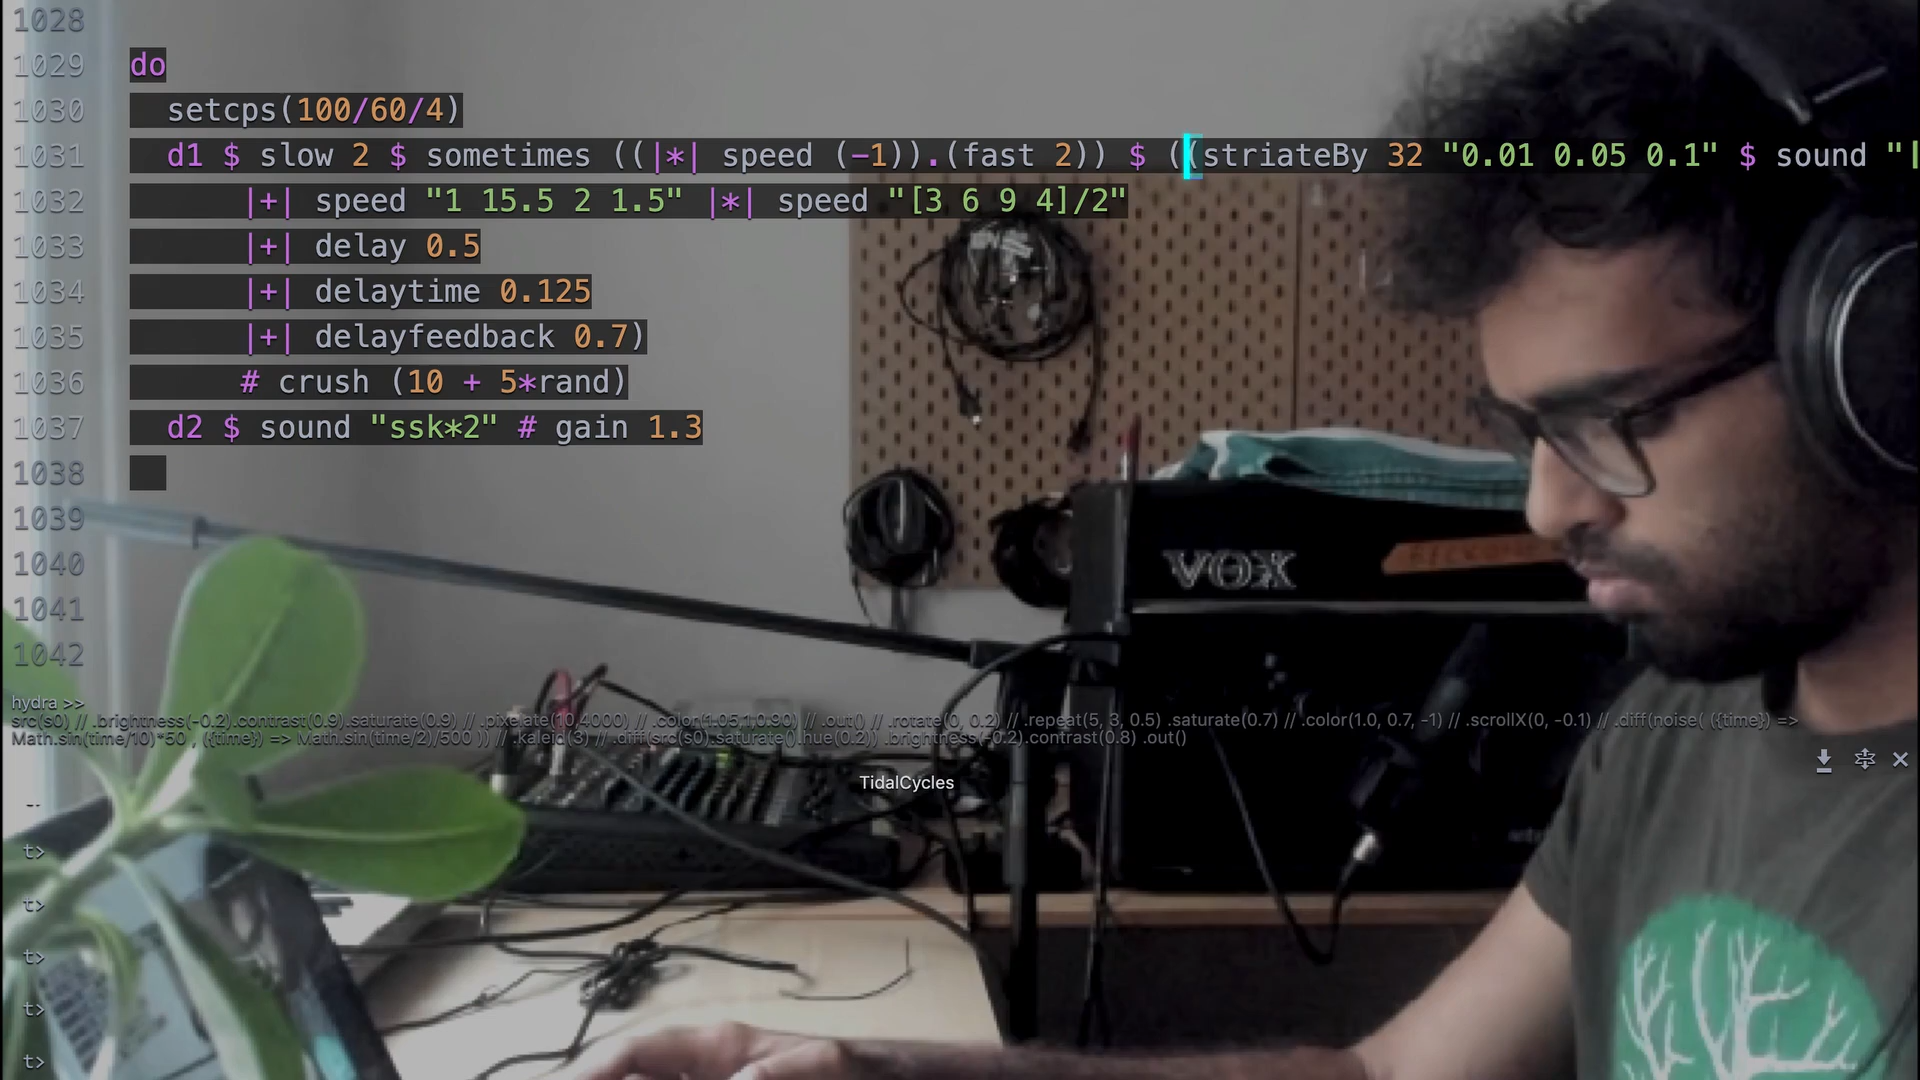 1028
1029 do
1030 setcps(100/60/4)
1031 d1 $ slow 2 $ sometimes ((|*| speed (-1)).(fast 2)) $ ((striateBy 32 "0.01 0.05 0.1" $ sound "
1032 |+| speed "1 15.5 2 1.5" |*| speed "[3 6 9 4]/2"
1033 |+| delay 0.5
1034 |+| delaytime 0.125
1035 |+| delayfeedback 0.7)
1036 # crush (10 + 5*rand)
1037 d2 $ sound "ssk*2" # gain 1.3
1038
1039
1040
1041
1042
VOX
hydra >>
src(s0) // .brightness(-0.2).contrast(0.9).saturate(0.9) // .pixelate(10,4000) // .color(1.05,1,0.90) // .out() // .rotate(0, 0.2) // .repeat(5, 3, 0.5) .saturate(0.7) // .color(1.0, 0.7, -1) // .scrollX(0, -0.1) // .diff(noise( ({time}) =>
Math.sin(time/10)*50 , ({time}) => Math.sin(time/2)/500 )) // .kaleid(3) // .diff(src(s0).saturate().hue(0.2)) .brightness(-0.2).contrast(0.8) .out()
TidalCycles
t>
t>
t>
t>
t>